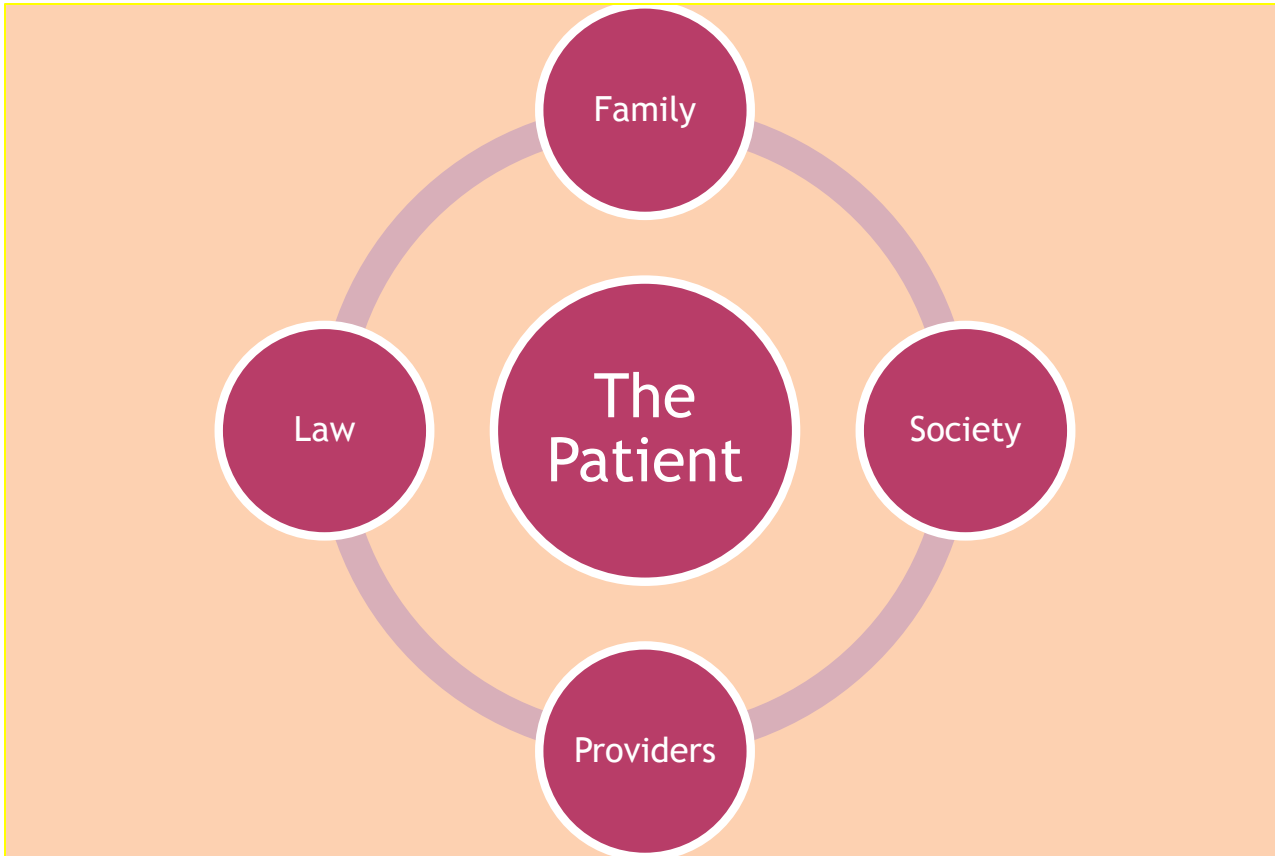 Family
Law
The
Patient
Society
Providers